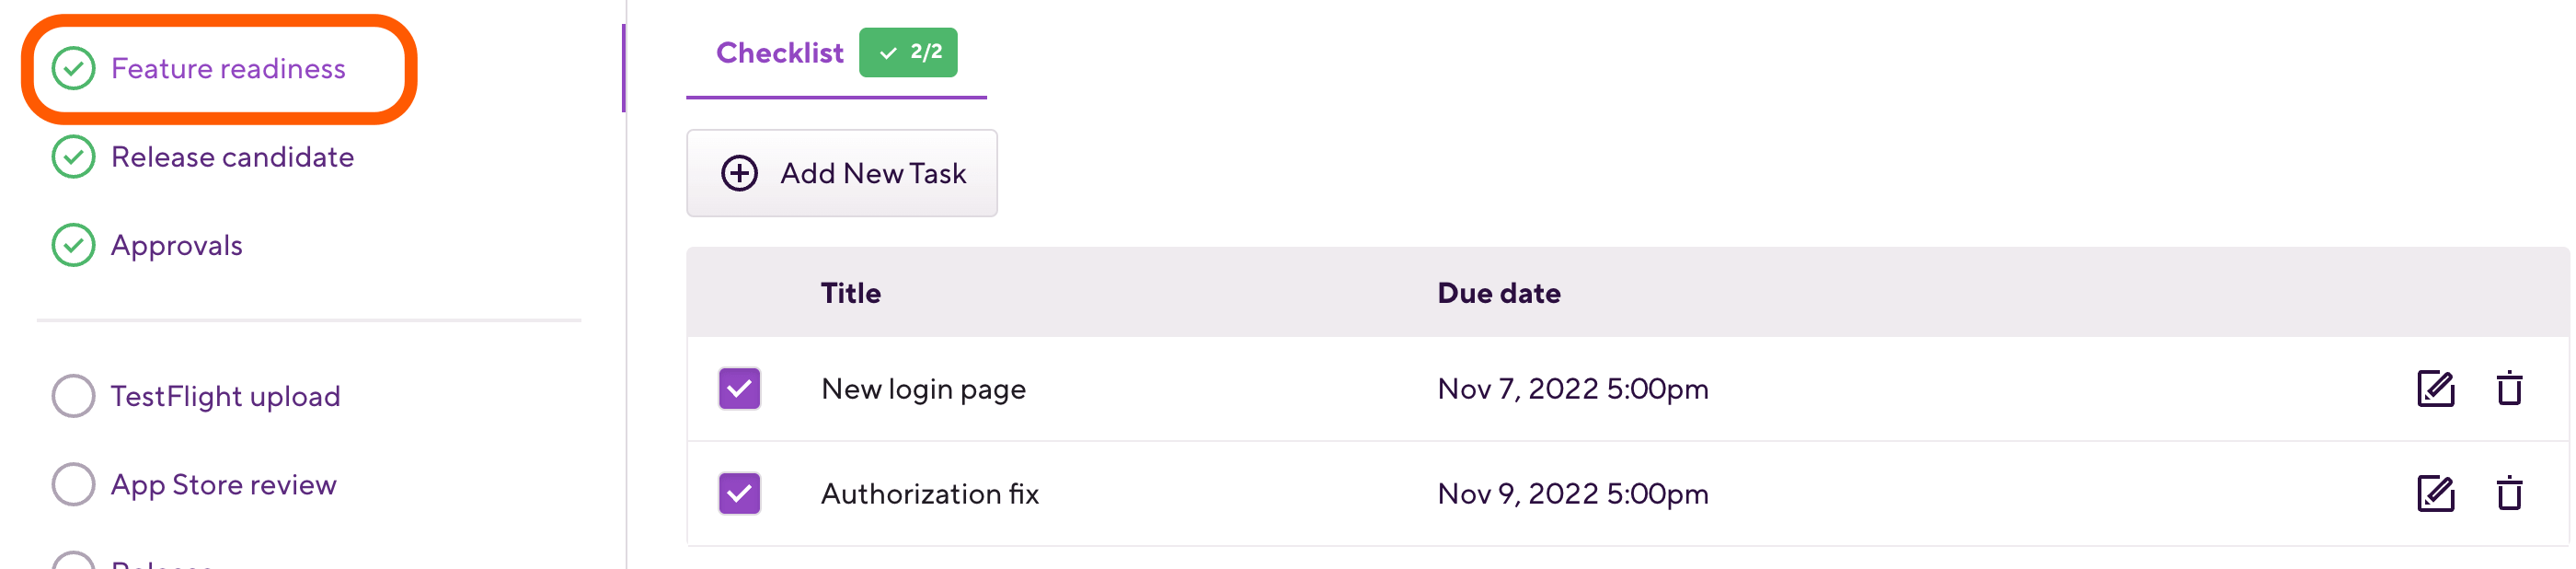 Feature readiness
Release candidate
Approvals
TestFlight upload
App Store review
Checklist 2/2
Add New Task
Title Due date
New login page Nov 7, 2022 5:00pm
Authorization fix Nov 9, 2022 5:00pm